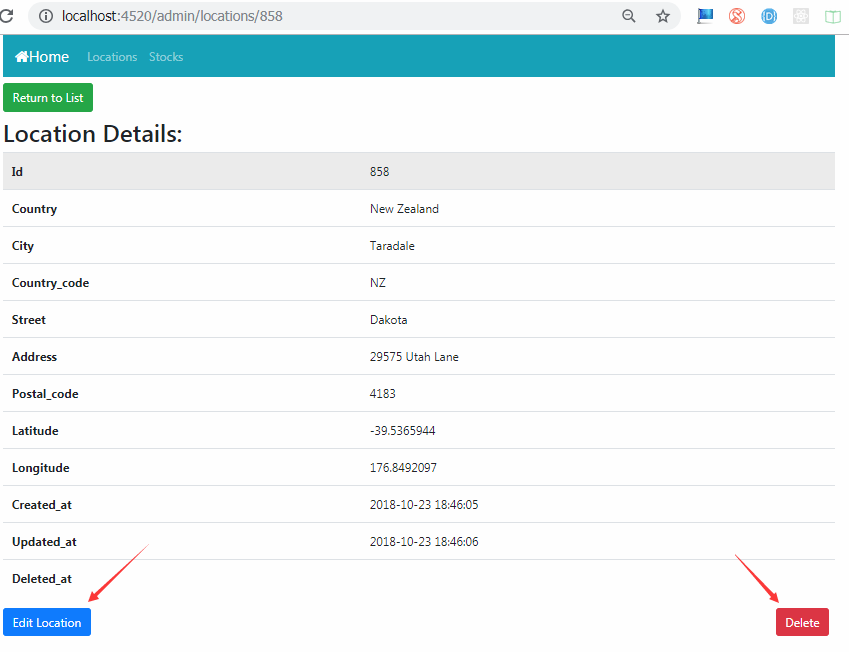 localhost:4520/admin/locations/858
Home Locations Stocks
Return to List
Location Details:
Id 858
Country New Zealand
City Taradale
Country_code NZ
Street Dakota
Address 29575 Utah Lane
Postal_code 4183
Latitude -39.5365944
Longitude 176.8492097
Created_at 2018-10-23 18:46:05
Updated_at 2018-10-23 18:46:06
Deleted_at
Edit Location Delete